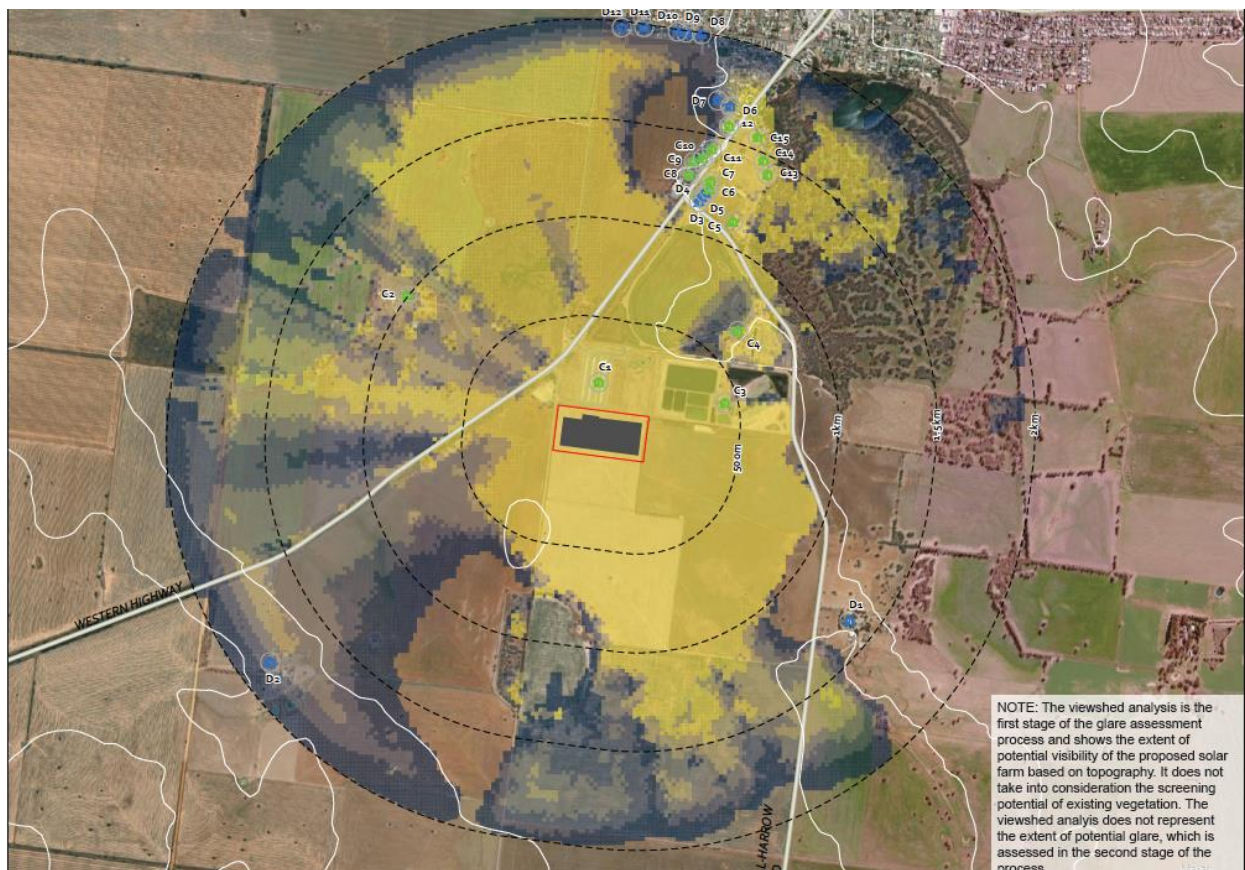 D12
D11
D10
D9
D8
D7
D6
12
C15
C10
C9
C11
C14
C8
C7
C13
D4
C6
D5
D3
C5
C2
C4
C1
C3
500m
1km
1.5km
2km
WESTERN HIGHWAY
D1
D2
L-HARROW
D
NOTE: The viewshed analysis is the
first stage of the glare assessment
process and shows the extent of
potential visibility of the proposed solar
farm based on topography. It does not
take into consideration the screening
potential of existing vegetation. The
viewshed analyis does not represent
the extent of potential glare, which is
assessed in the second stage of the
process.